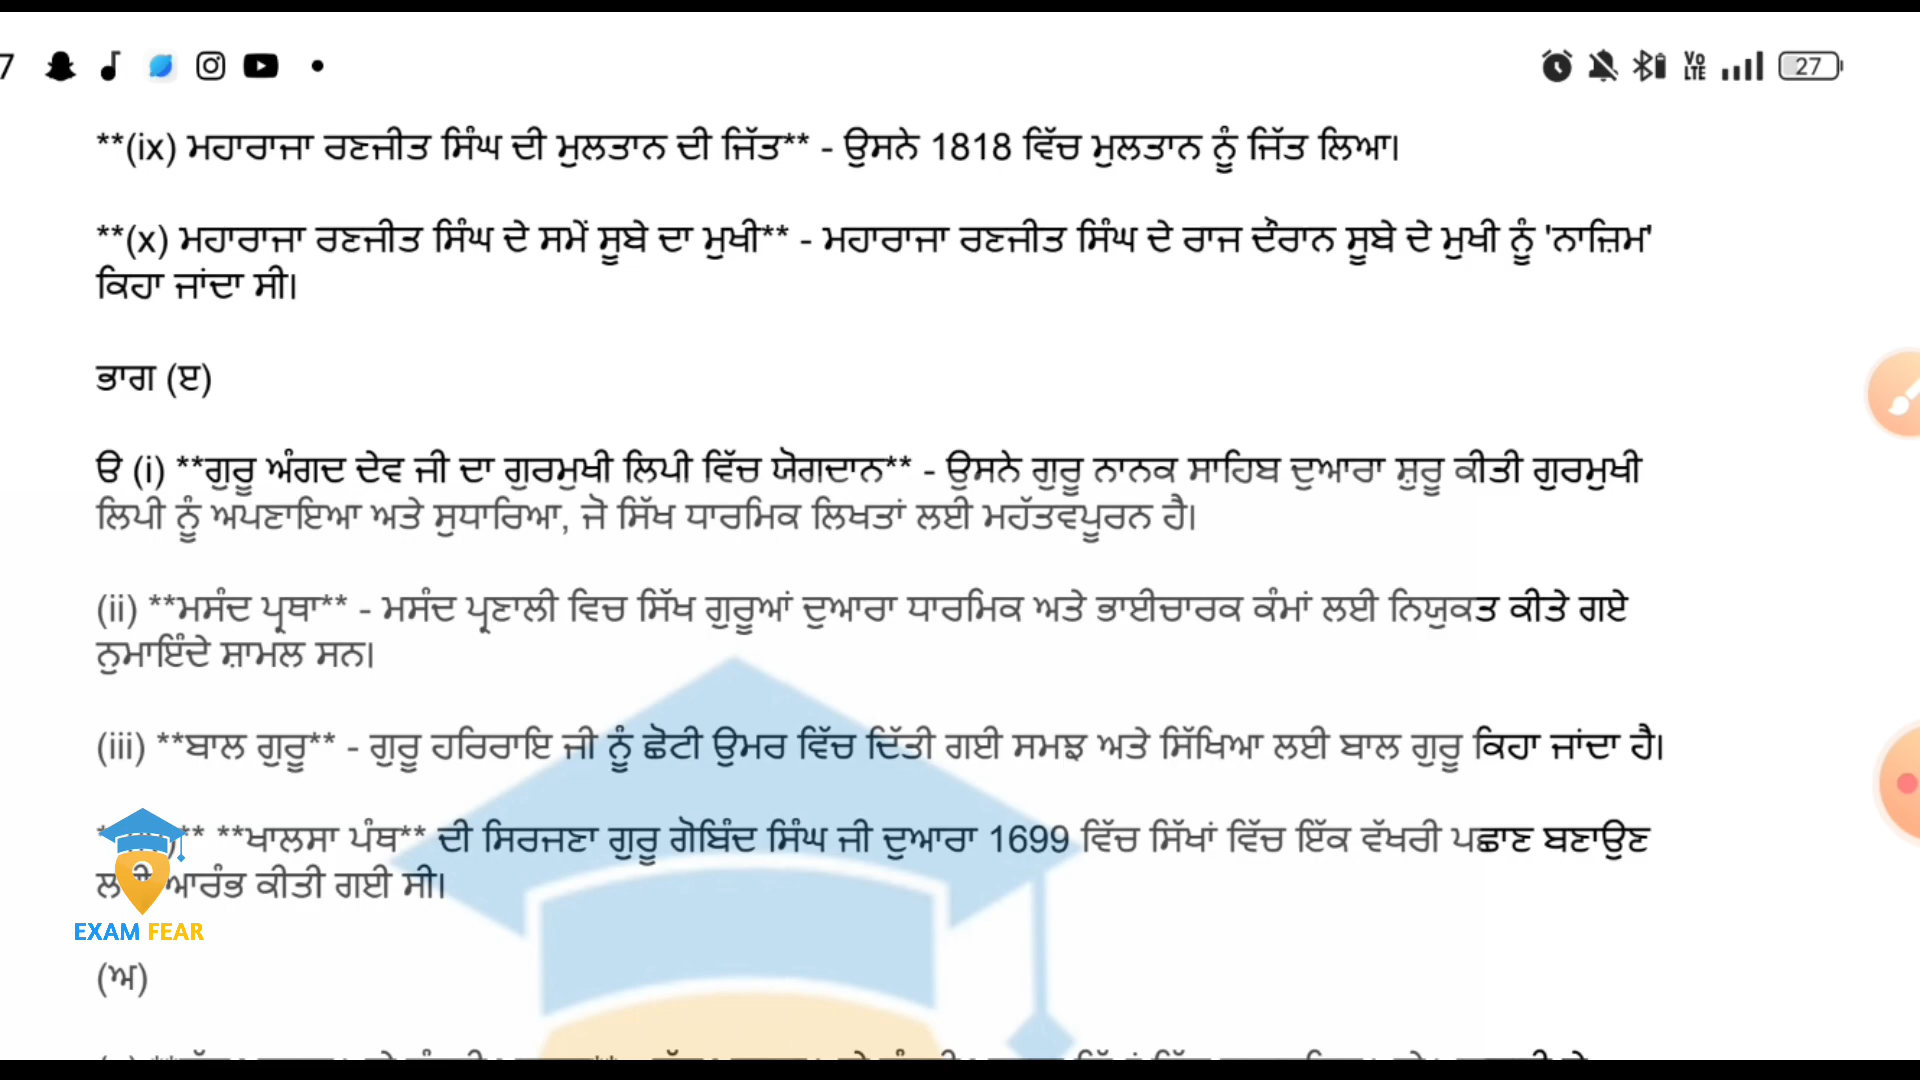 7
27
**(ix) ਮਹਾਰਾਜਾ ਰਣਜੀਤ ਸਿੰਘ ਦੀ ਮੁਲਤਾਨ ਦੀ ਜਿੱਤ** - ਉਸਨੇ 1818 ਵਿੱਚ ਮੁਲਤਾਨ ਨੂੰ ਜਿੱਤ ਲਿਆ।
**(x) ਮਹਾਰਾਜਾ ਰਣਜੀਤ ਸਿੰਘ ਦੇ ਸਮੇਂ ਸੂਬੇ ਦਾ ਮੁਖੀ** - ਮਹਾਰਾਜਾ ਰਣਜੀਤ ਸਿੰਘ ਦੇ ਰਾਜ ਦੌਰਾਨ ਸੂਬੇ ਦੇ ਮੁਖੀ ਨੂੰ 'ਨਾਜ਼ਿਮ'
ਕਿਹਾ ਜਾਂਦਾ ਸੀ।
ਭਾਗ (ੲ)
ੳ (i) **ਗੁਰੂ ਅੰਗਦ ਦੇਵ ਜੀ ਦਾ ਗੁਰਮੁਖੀ ਲਿਪੀ ਵਿੱਚ ਯੋਗਦਾਨ** - ਉਸਨੇ ਗੁਰੂ ਨਾਨਕ ਸਾਹਿਬ ਦੁਆਰਾ ਸ਼ੁਰੂ ਕੀਤੀ ਗੁਰਮੁਖੀ
ਲਿਪੀ ਨੂੰ ਅਪਣਾਇਆ ਅਤੇ ਸੁਧਾਰਿਆ, ਜੋ ਸਿੱਖ ਧਾਰਮਿਕ ਲਿਖਤਾਂ ਲਈ ਮਹੱਤਵਪੂਰਨ ਹੈ।
(ii) **ਮਸੰਦ ਪ੍ਰਥਾ** - ਮਸੰਦ ਪ੍ਰਣਾਲੀ ਵਿਚ ਸਿੱਖ ਗੁਰੂਆਂ ਦੁਆਰਾ ਧਾਰਮਿਕ ਅਤੇ ਭਾਈਚਾਰਕ ਕੰਮਾਂ ਲਈ ਨਿਯੁਕਤ ਕੀਤੇ ਗਏ
ਨੁਮਾਇੰਦੇ ਸ਼ਾਮਲ ਸਨ।
(iii) **ਬਾਲ ਗੁਰੂ** - ਗੁਰੂ ਹਰਿਰਾਇ ਜੀ ਨੂੰ ਛੋਟੀ ਉਮਰ ਵਿੱਚ ਦਿੱਤੀ ਗਈ ਸਮਝ ਅਤੇ ਸਿੱਖਿਆ ਲਈ ਬਾਲ ਗੁਰੂ ਕਿਹਾ ਜਾਂਦਾ ਹੈ।
**ਖਾਲਸਾ ਪੰਥ** ਦੀ ਸਿਰਜਣਾ ਗੁਰੂ ਗੋਬਿੰਦ ਸਿੰਘ ਜੀ ਦੁਆਰਾ 1699 ਵਿੱਚ ਸਿੱਖਾਂ ਵਿੱਚ ਇੱਕ ਵੱਖਰੀ ਪਛਾਣ ਬਣਾਉਣ
ਆਰੰਭ ਕੀਤੀ ਗਈ ਸੀ।
EXAM FEAR
(ਅ)